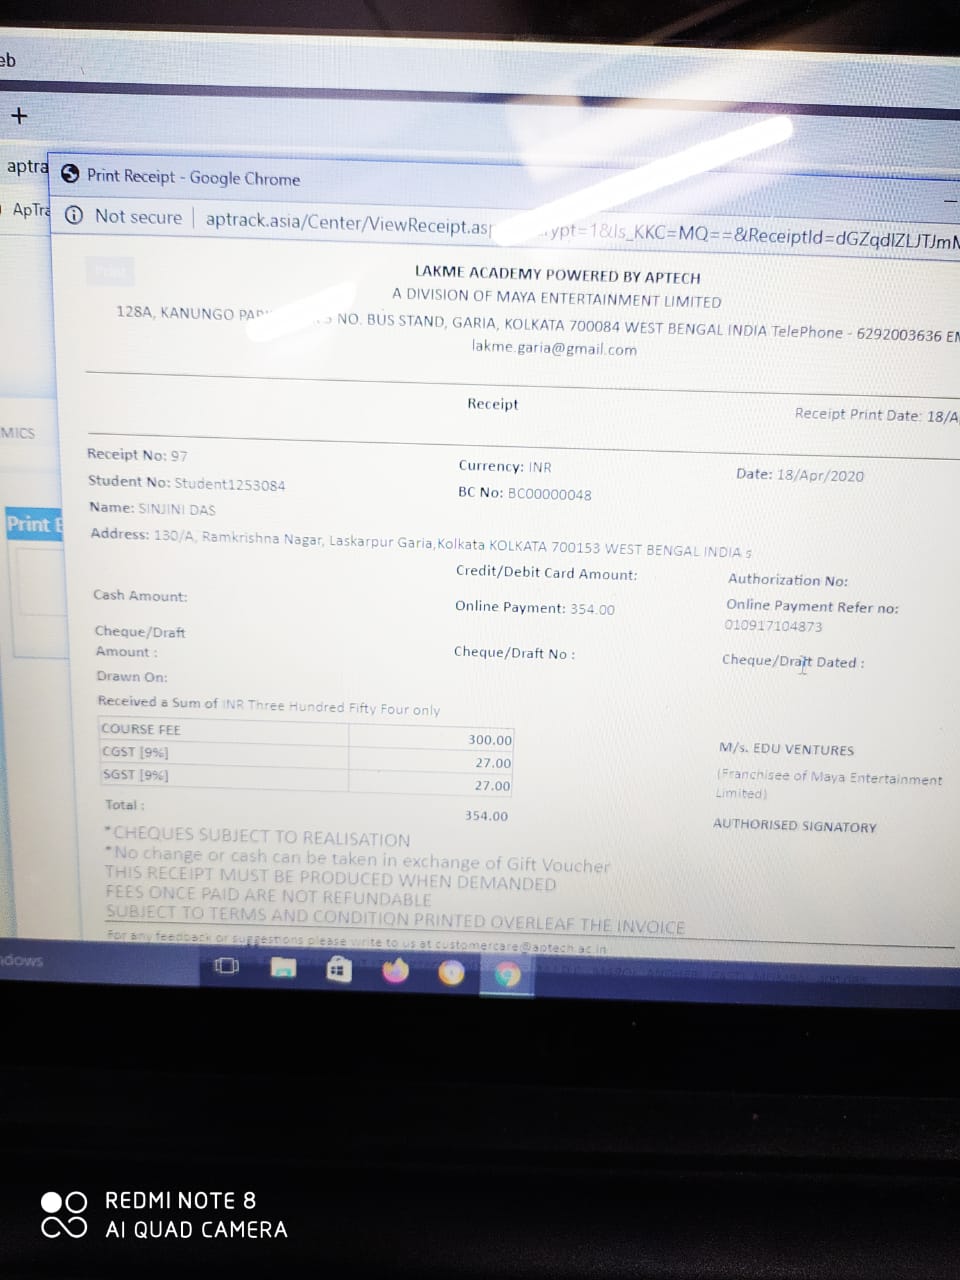 eb
+
aptra
Print Receipt - Google Chrome
ApTra
Not secure
aptrack.asia/Center/ViewReceipt.asp
ypt=1&Is_KKC=MQ==&ReceiptId=
Print
LAKME ACADEMY POWERED BY APTECH
A DIVISION OF MAYA ENTERTAINMENT LIMITED
128A, KANUNGO NO. BUS STAND, GARIA, KOLKATA 700084 WEST BENGAL INDIA TelePhone - 6292003636 EM
lakme.garia@gmail.com
Receipt
Receipt Print Date: 18/A
MICS
Receipt No: 97
Currency: INR
Date: 18/Apr/2020
Student No: Student1253084
BC No: BC00000048
Name: SINJINI DAS
Print
Address: 130/A, Ramkrishna Nagar, Laskarpur Garia,Kolkata KOLKATA 700153 WEST BENGAL INDIA s
Credit/Debit Card Amount:
Authorization No:
Cash Amount:
Online Payment: 354.00
Online Payment Refer no:
010917104873
Cheque/Draft
Amount :
Cheque/Draft No :
Cheque/Draft Dated :
Drawn On:
Received a Sum of INR Three Hundred Fifty Four only
COURSE FEE 300.00
CGST [9%] 27.00
SGST [9%] 27.00
Total : 354.00
M/s. EDU VENTURES
(Franchisee of Maya Entertainment
Limited)
AUTHORISED SIGNATORY
*CHEQUES SUBJECT TO REALISATION
*No change or cash can be taken in exchange of Gift Voucher
THIS RECEIPT MUST BE PRODUCED WHEN DEMANDED
FEES ONCE PAID ARE NOT REFUNDABLE
SUBJECT TO TERMS AND CONDITION PRINTED OVERLEAF THE INVOICE
For any feedback or suggestions please write to us at customercare@aptech.ac.in
ndows
REDMI NOTE 8
AI QUAD CAMERA